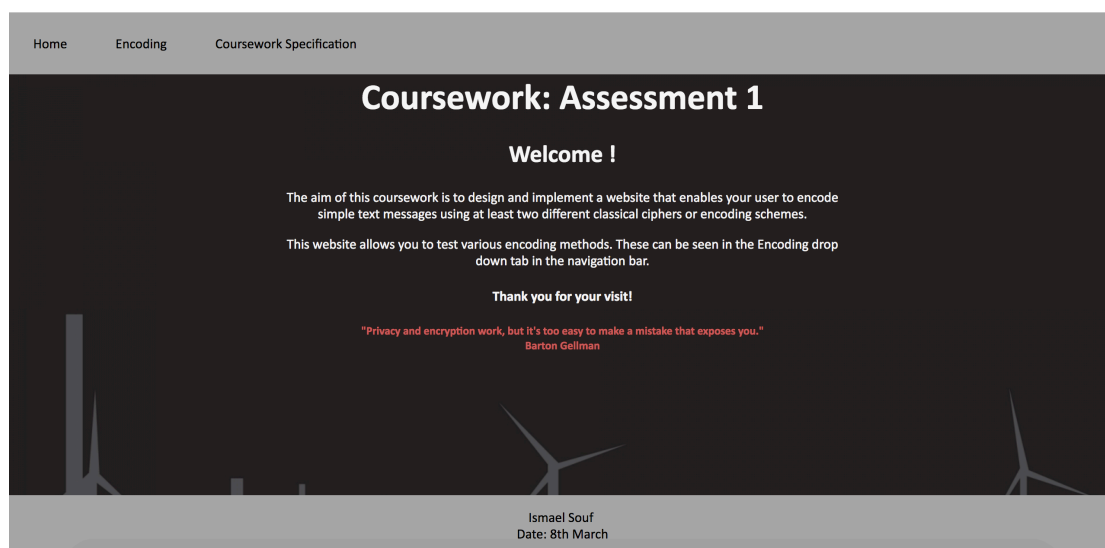 Home Encoding Coursework Specification
Coursework: Assessment 1
Welcome !
The aim of this coursework is to design and implement a website that enables your user to encode
simple text messages using at least two different classical ciphers or encoding schemes.
This website allows you to test various encoding methods. These can be seen in the Encoding drop
down tab in the navigation bar.
Thank you for your visit!
"Privacy and encryption work, but it's too easy to make a mistake that exposes you."
Barton Gellman
Ismael Souf
Date: 8th March